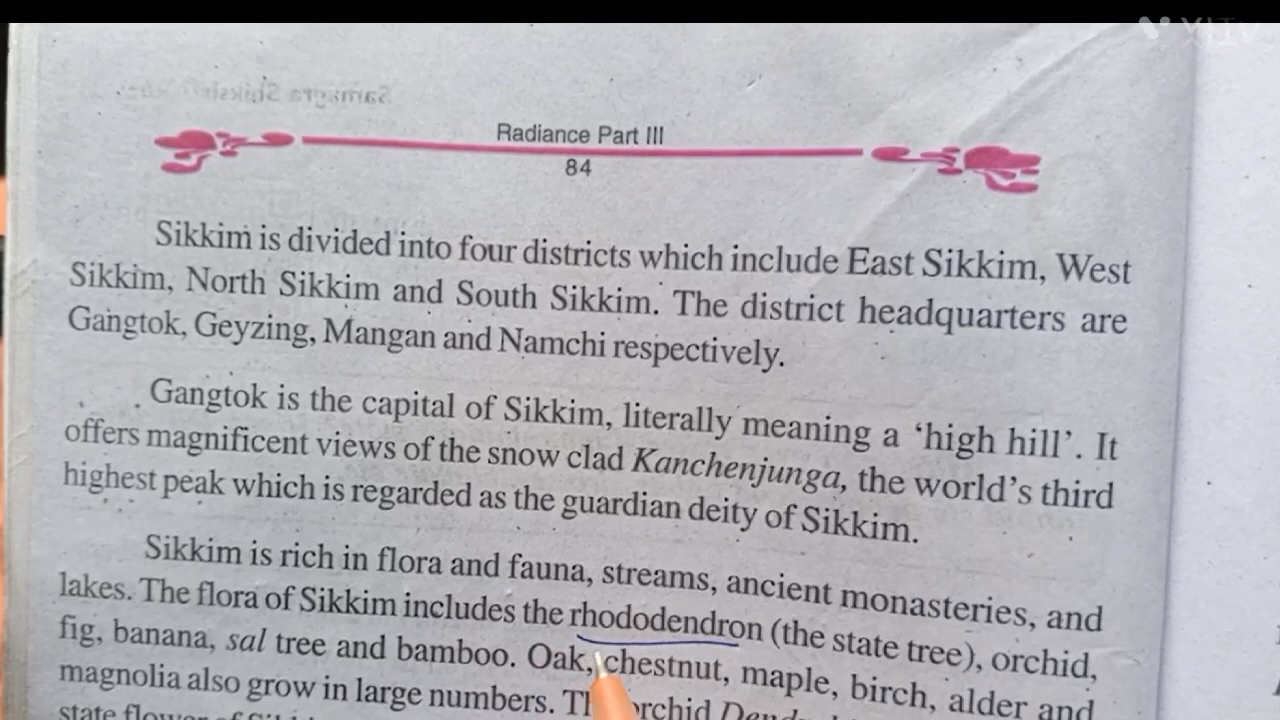 Radiance Part III
84
Sikkim is divided into four districts which include East Sikkim, West
Sikkim, North Sikkim and South Sikkim. The district headquarters are
Gangtok, Geyzing, Mangan and Namchi respectively.
Gangtok is the capital of Sikkim, literally meaning a ‘high hill’. It
offers magnificent views of the snow clad Kanchenjunga, the world’s third
highest peak which is regarded as the guardian deity of Sikkim.
Sikkim is rich in flora and fauna, streams, ancient monasteries, and
lakes. The flora of Sikkim includes the rhododendron (the state tree), orchid,
fig, banana, sal tree and bamboo. Oak, chestnut, maple, birch, alder and
magnolia also grow in large numbers. orchid
state